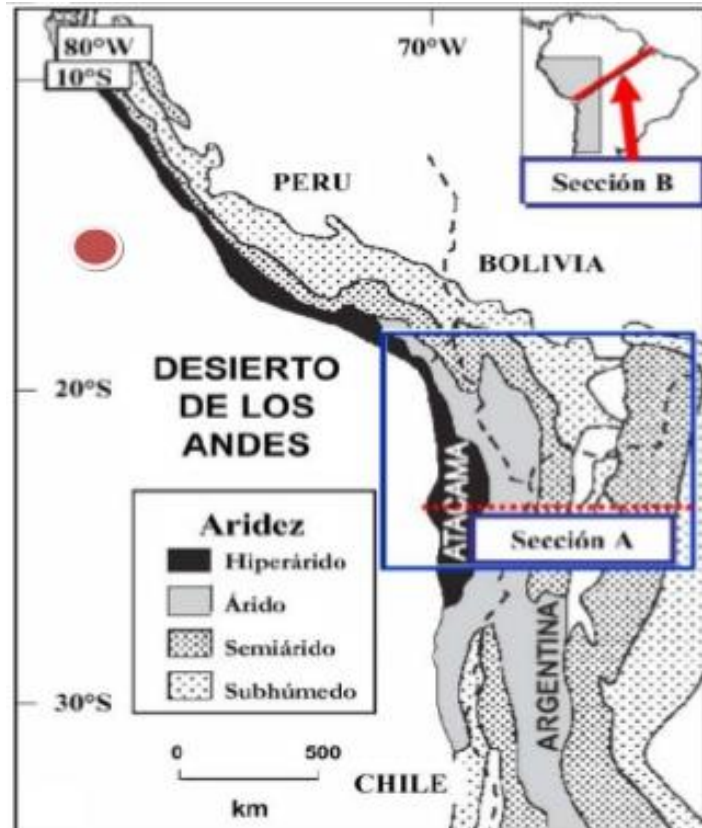 80°W
70°W
10°S
PERU
Sección B
BOLIVIA
20°S
DESIERTO
DE LOS
ANDES
ATACAMA
Sección A
Aridez
Hiperárido
Árido
Semiárido
Subhúmedo
ARGENTINA
30°S
0 500
km
CHILE